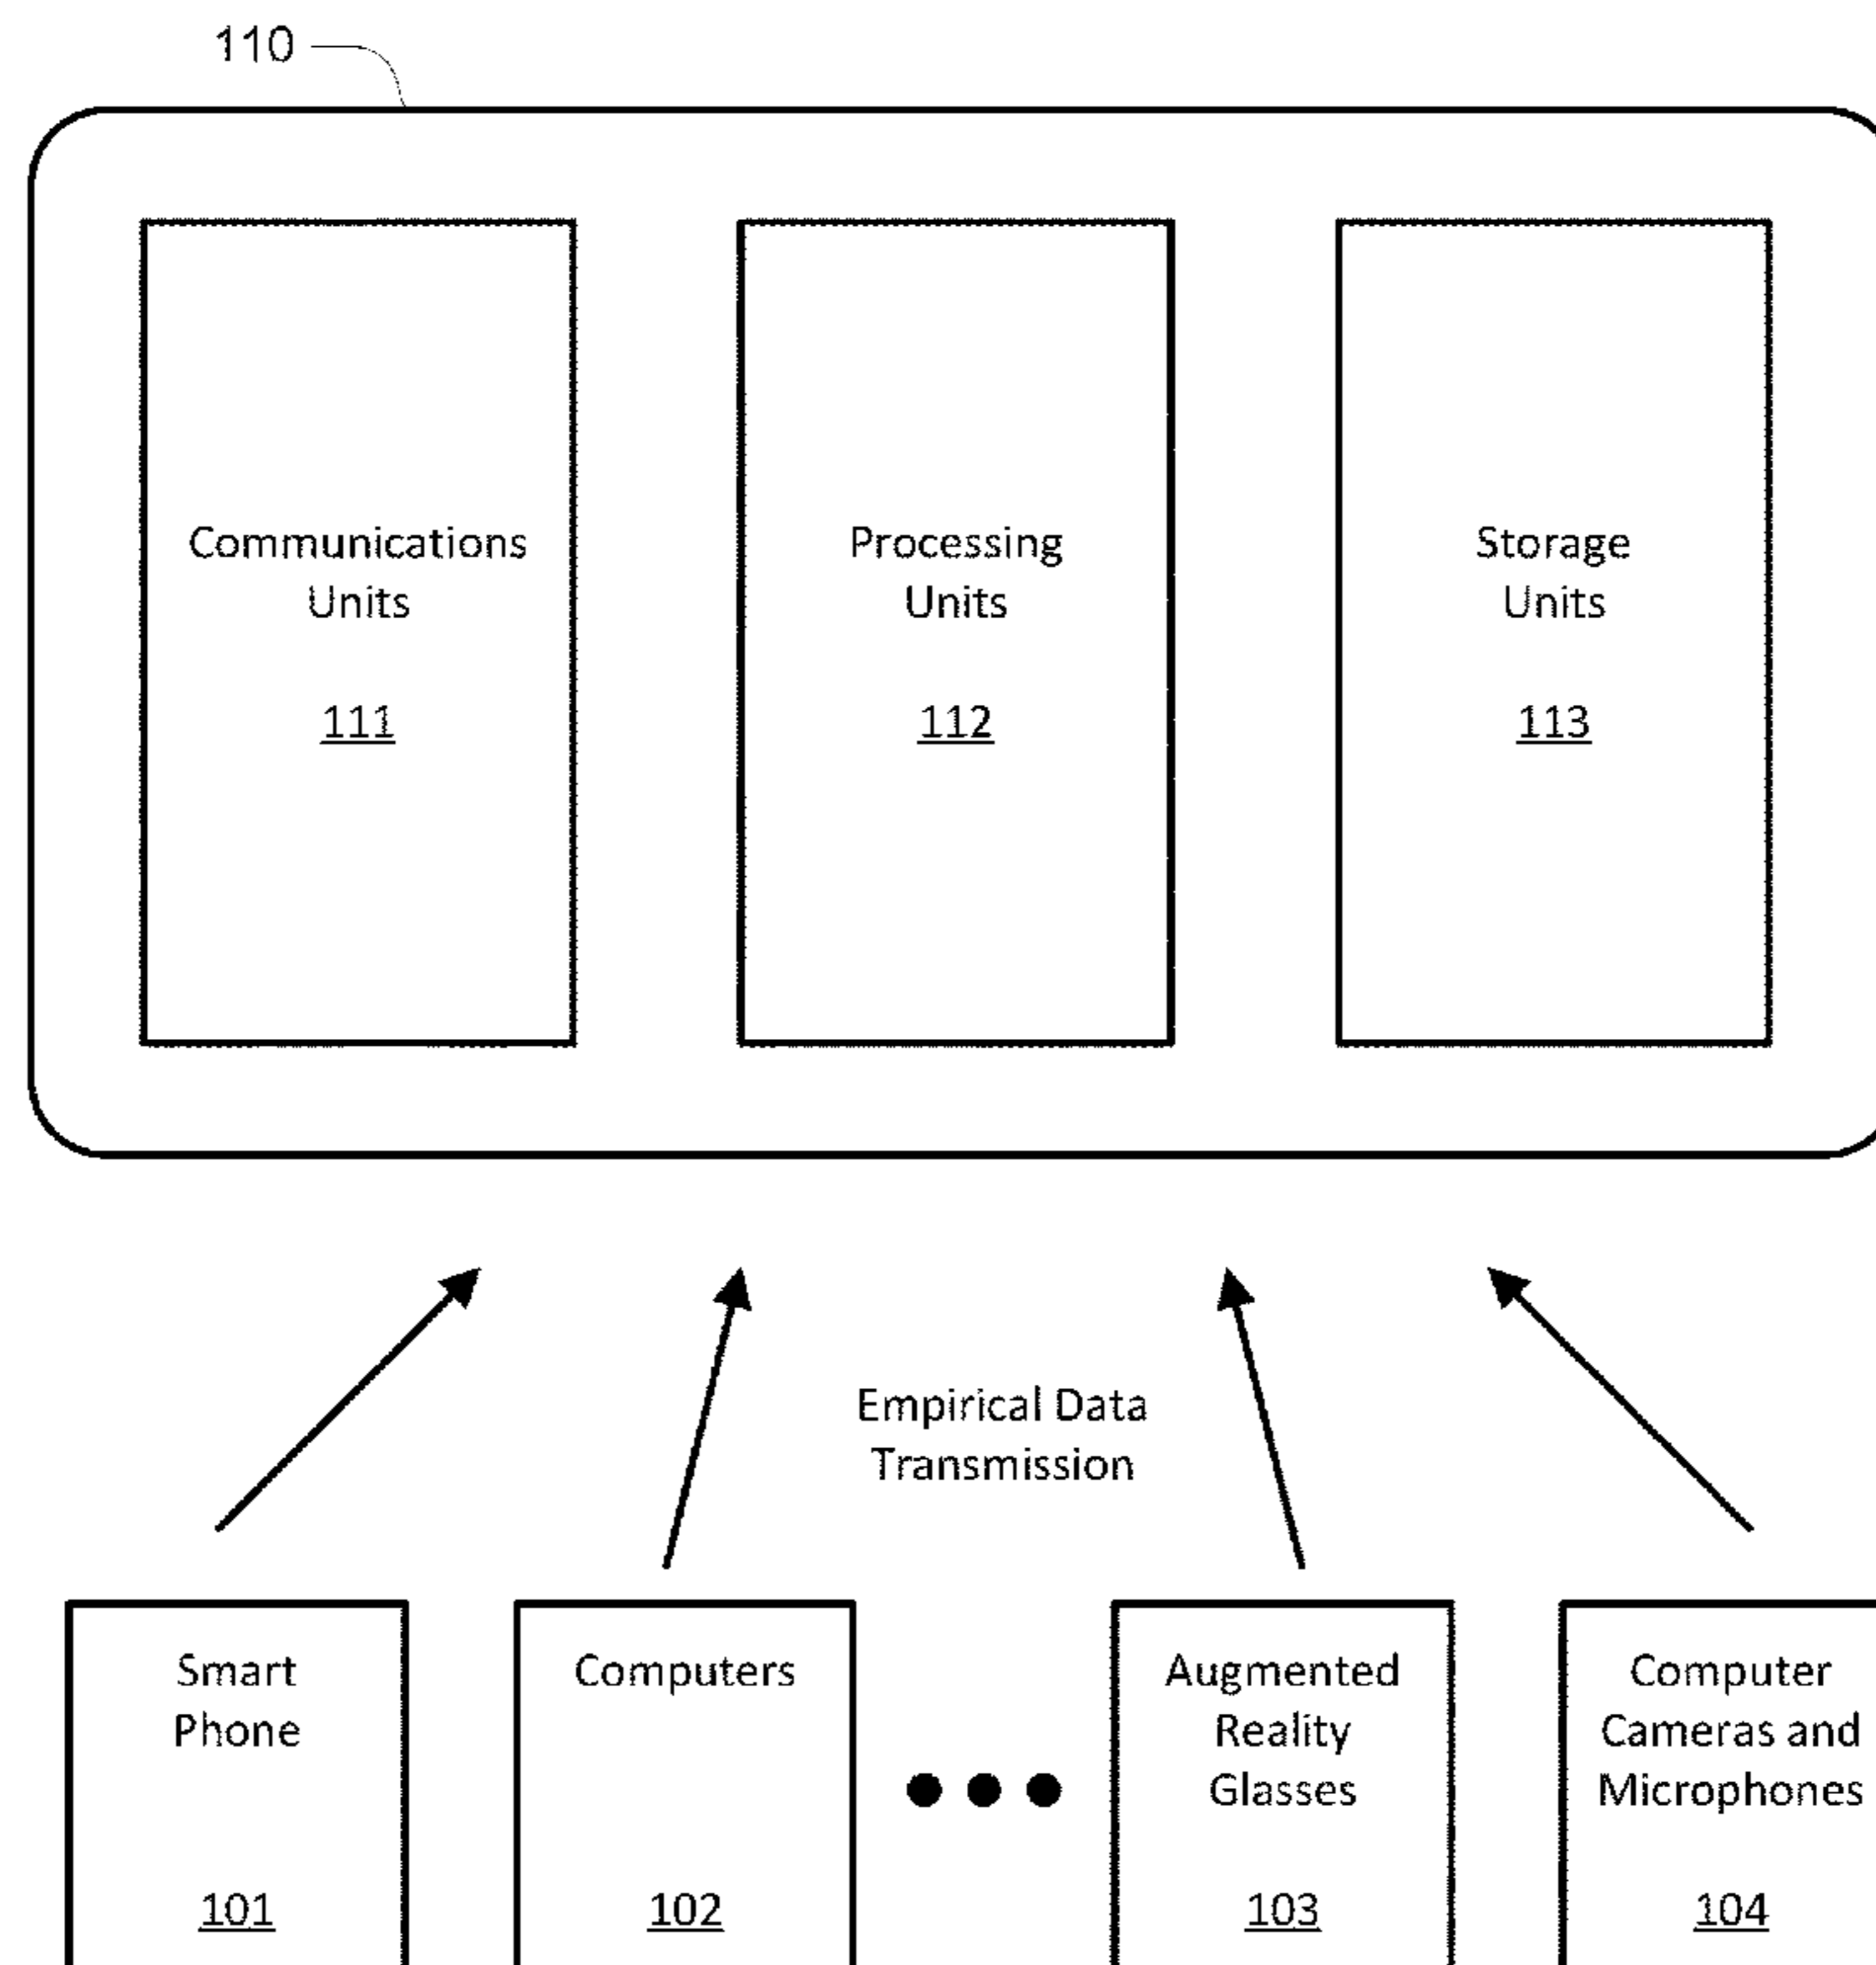 110
Communications
Units
111
Processing
Units
112
Storage
Units
113
Empirical Data
Transmission
Smart
Phone
101
Computers
102
Augmented
Reality
Glasses
103
Computer
Cameras and
Microphones
104